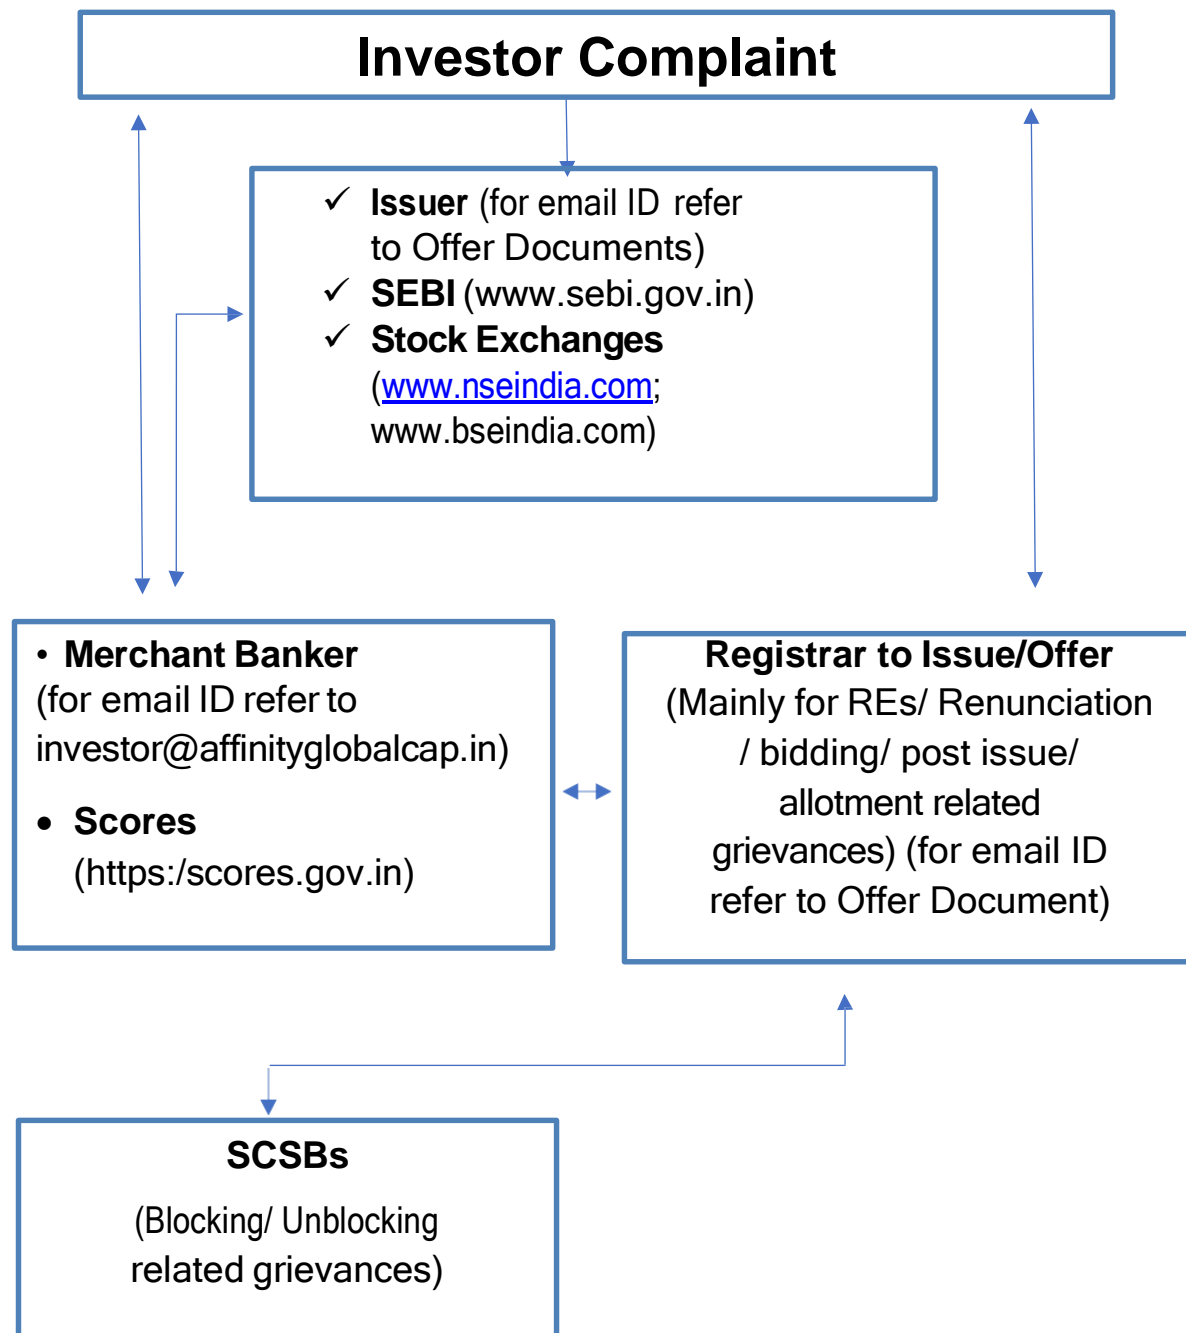 Investor Complaint
✓ Issuer (for email ID refer
to Offer Documents)
✓ SEBI (www.sebi.gov.in)
✓ Stock Exchanges
(www.nseindia.com;
www.bseindia.com)
• Merchant Banker
(for email ID refer to
investor@affinityglobalcap.in)
• Scores
(https:/scores.gov.in)
Registrar to Issue/Offer
(Mainly for REs/ Renunciation
/ bidding/ post issue/
allotment related
grievances) (for email ID
refer to Offer Document)
SCSBs
(Blocking/ Unblocking
related grievances)